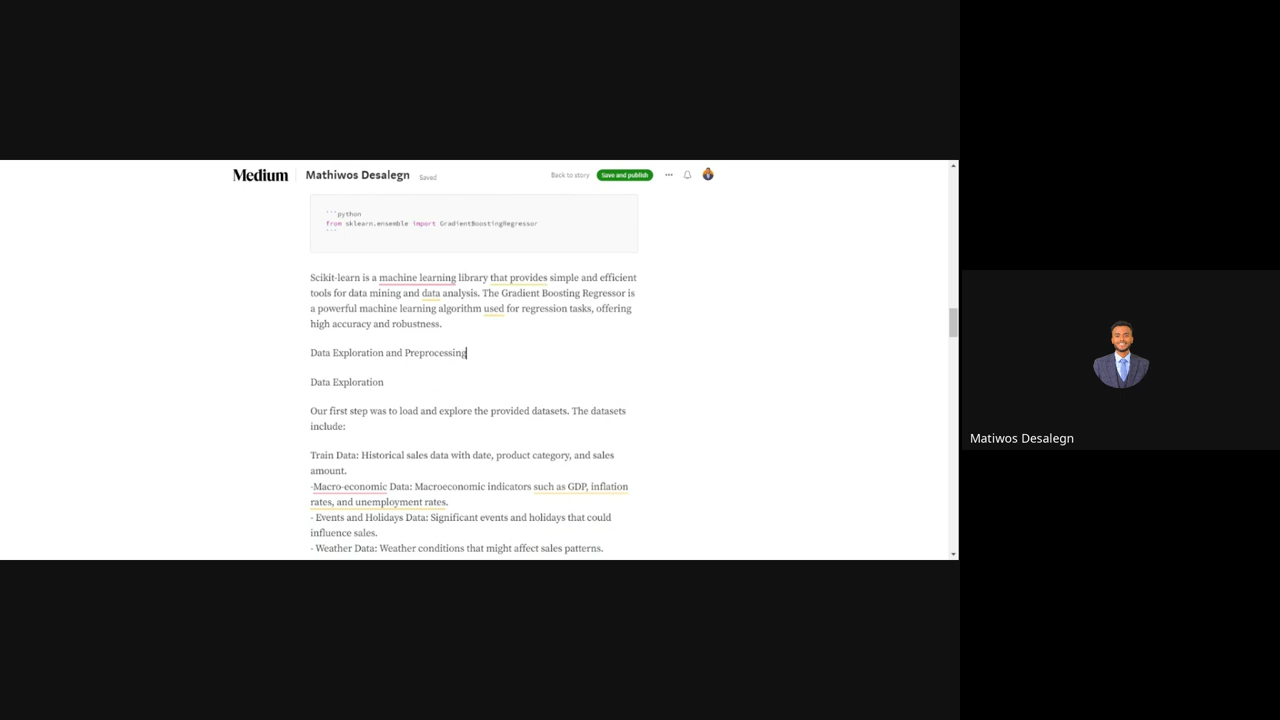 Medium
Mathiwos Desalegn
Saved
Back to story
Save and publish
```python
from sklearn.ensemble import GradientBoostingRegressor
```
Scikit-learn is a machine learning library that provides simple and efficient
tools for data mining and data analysis. The Gradient Boosting Regressor is
a powerful machine learning algorithm used for regression tasks, offering
high accuracy and robustness.
Data Exploration and Preprocessing
Data Exploration
Our first step was to load and explore the provided datasets. The datasets
include:
Train Data: Historical sales data with date, product category, and sales
amount.
-Macro-economic Data: Macroeconomic indicators such as GDP, inflation
rates, and unemployment rates.
- Events and Holidays Data: Significant events and holidays that could
influence sales.
- Weather Data: Weather conditions that might affect sales patterns.
Matiwos Desalegn